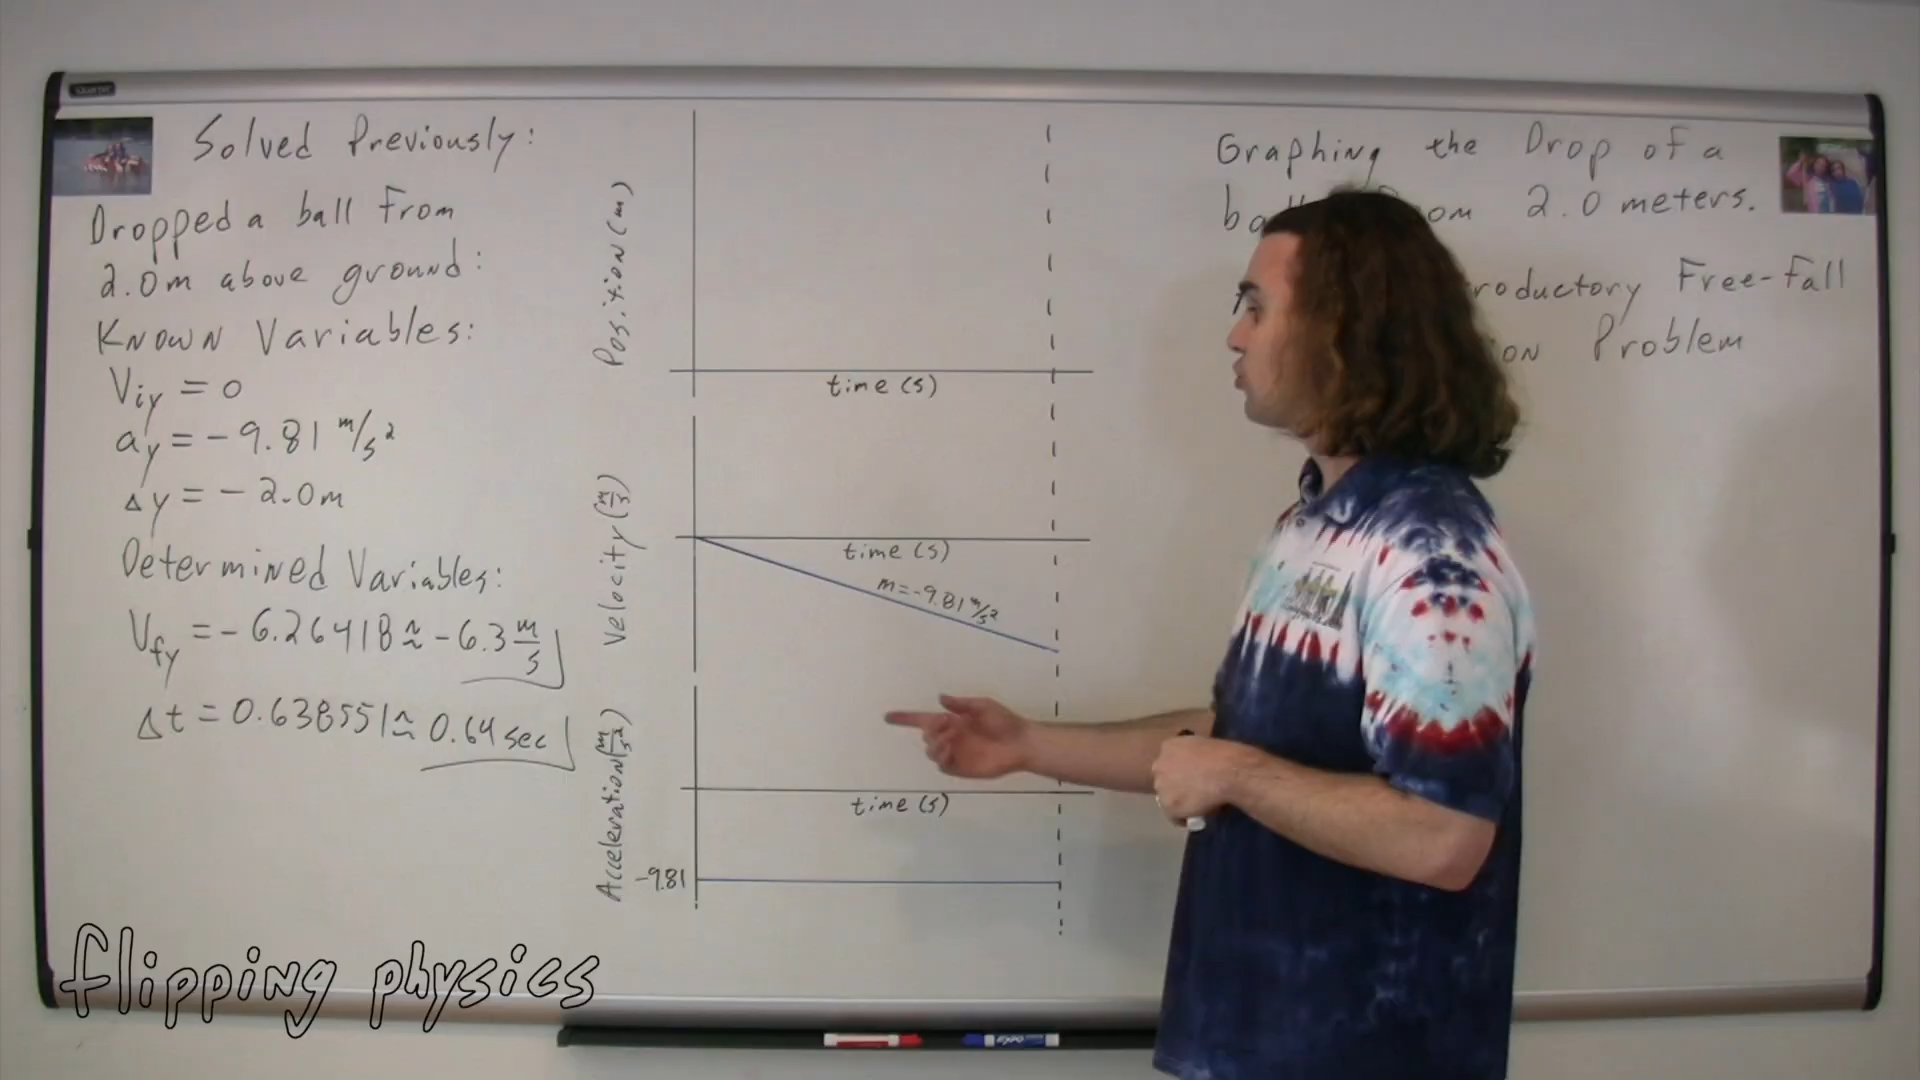 Quartet
Solved Previously:
Dropped a ball from
2.0m above ground:
Known Variables:
Viy = 0
ay = -9.81 m/s²
Δy = -2.0m
Determined Variables:
Vfy = -6.26418 ≈ -6.3 m/s
Δt = 0.638551 ≈ 0.64 sec
Position (m)
time (s)
Velocity (m/s)
time (s)
m=-9.81 m/s²
Acceleration (m/s²)
time (s)
-9.81
Graphing the Drop of a
2.0 meters.
Free-Fall
Problem
flipping physics
EXPO